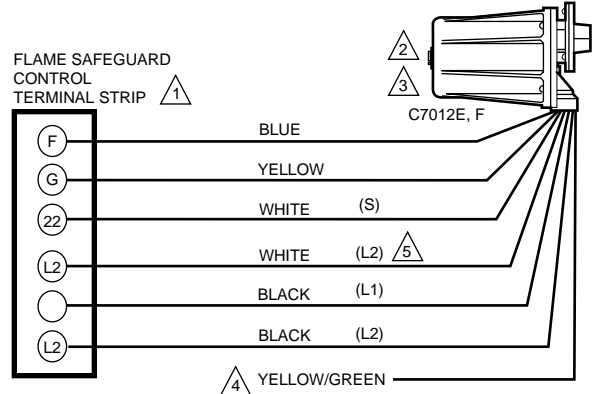 FLAME SAFEGUARD
CONTROL
TERMINAL STRIP 1
2
3
C7012E, F
F BLUE
G YELLOW
22 WHITE (S)
L2 WHITE (L2) 5
BLACK (L1)
L2 BLACK (L2)
4 YELLOW/GREEN